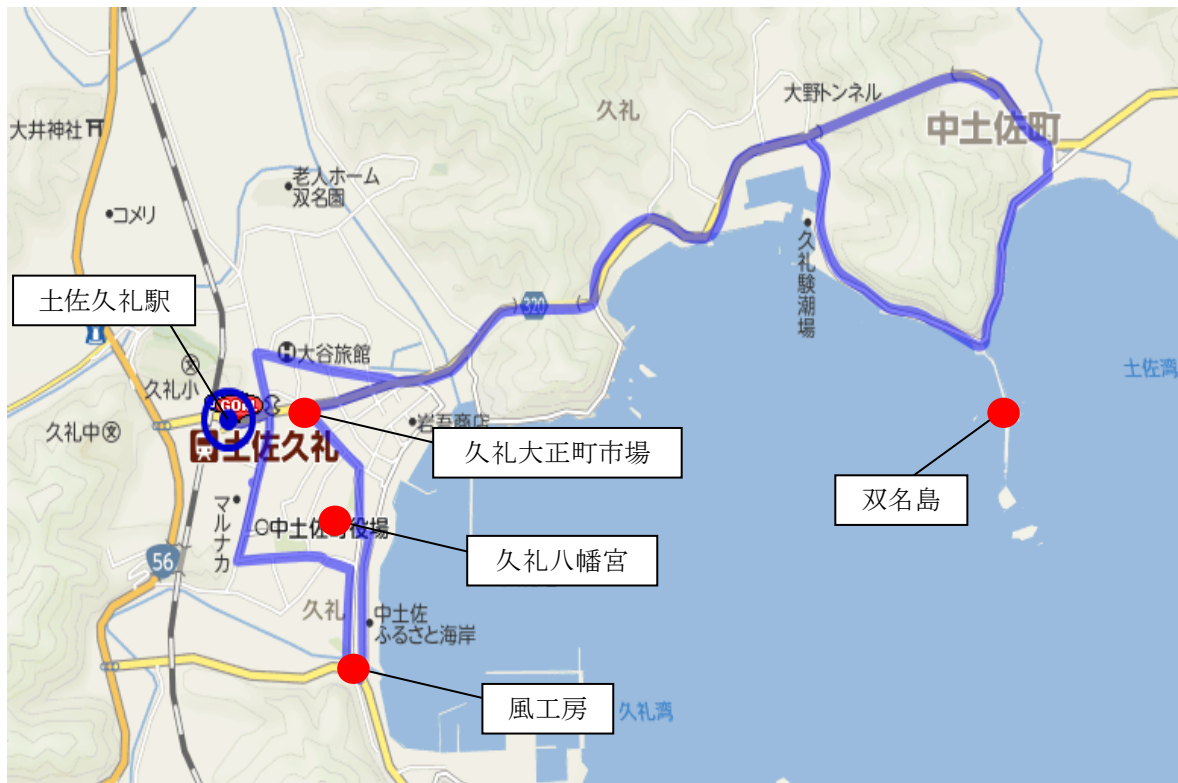 大野トンネル
久礼
中土佐町
大井神社
老人ホーム
双名園
コメリ
久礼験潮場
土佐久礼駅
320
大谷旅館
土佐湾
久礼小
GOAL
岩吾商店
久礼中
土佐久礼
久礼大正町市場
双名島
マルナカ
中土佐町役場
久礼八幡宮
56
久礼
中土佐
ふるさと海岸
風工房
久礼湾